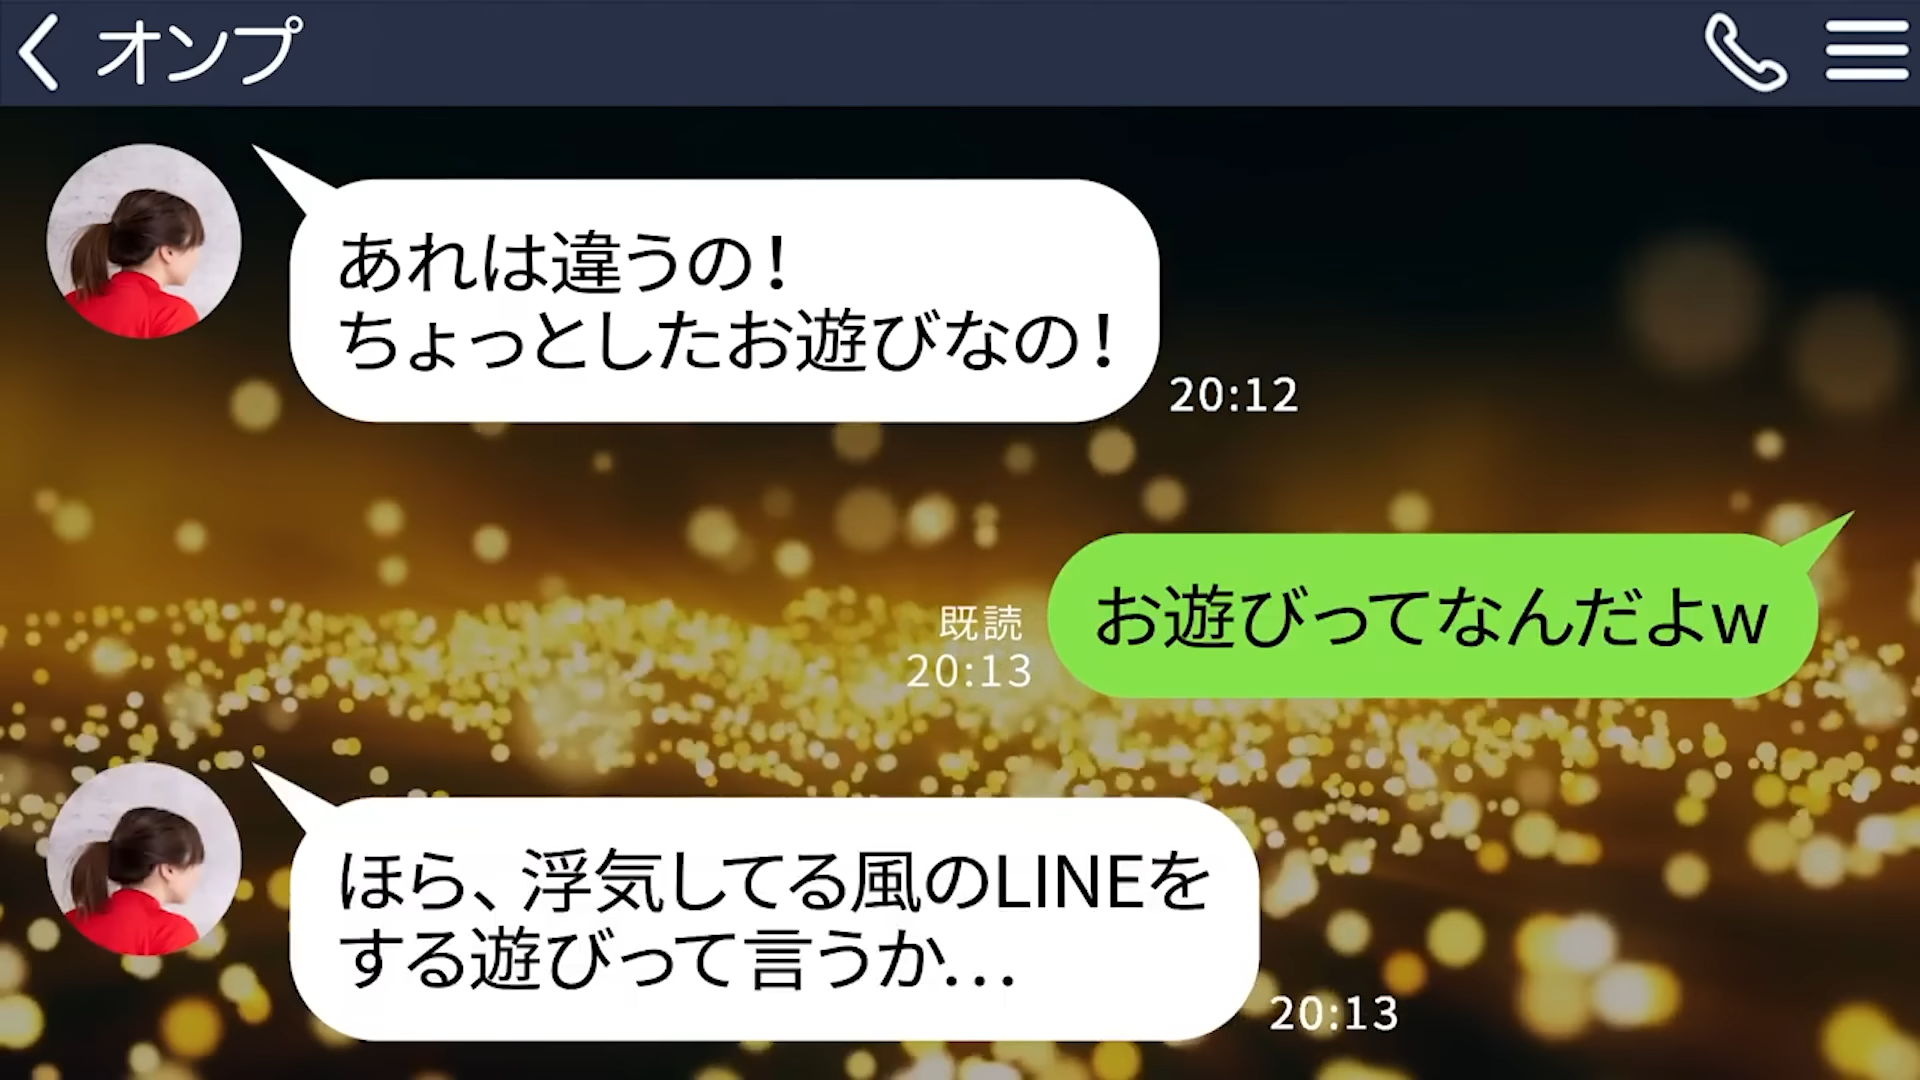 オンプ
あれは違うの！
ちょっとしたお遊びなの！
20:12
お遊びってなんだよw
既読
20:13
ほら、浮気してる風のLINEを
する遊びって言うか…
20:13